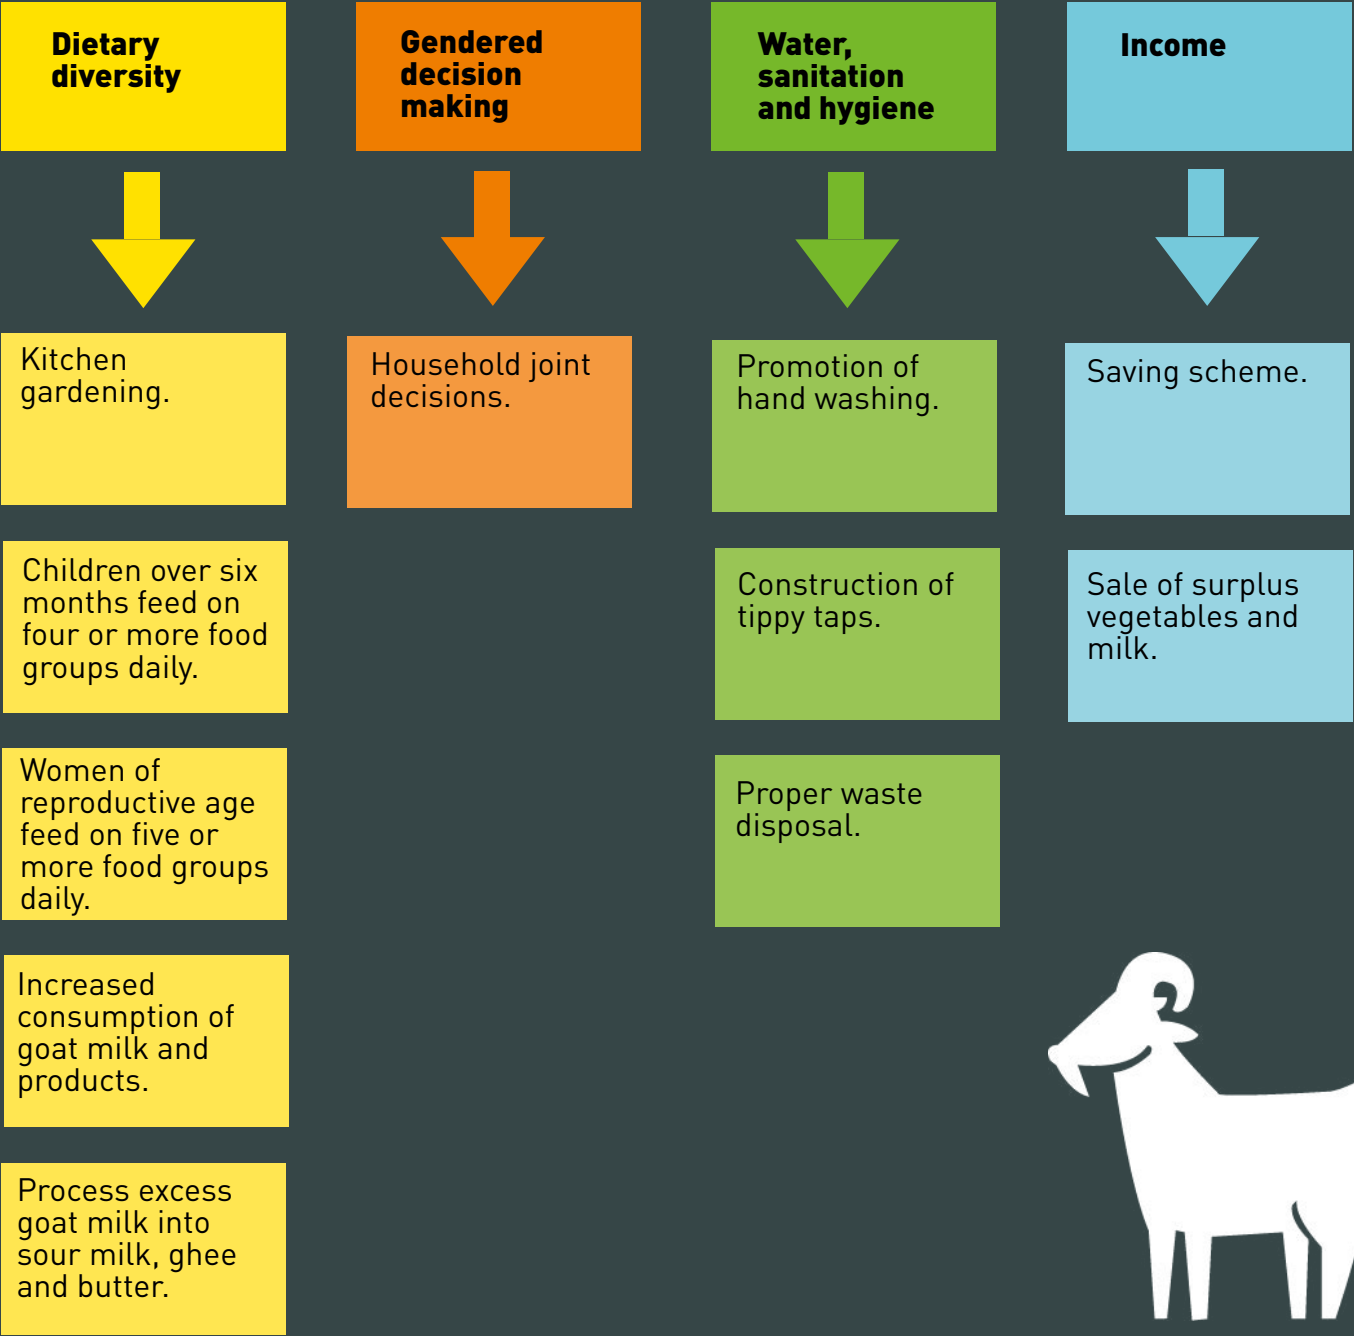 Dietary
diversity
Gendered
decision
making
Water,
sanitation
and hygiene
Income
Kitchen
gardening.
Children over six
months feed on
four or more food
groups daily.
Women of
reproductive age
feed on five or
more food groups
daily.
Increased
consumption of
goat milk and
products.
Process excess
goat milk into
sour milk, ghee
and butter.
Household joint
decisions.
Promotion of
hand washing.
Construction of
tippy taps.
Proper waste
disposal.
Saving scheme.
Sale of surplus
vegetables and
milk.